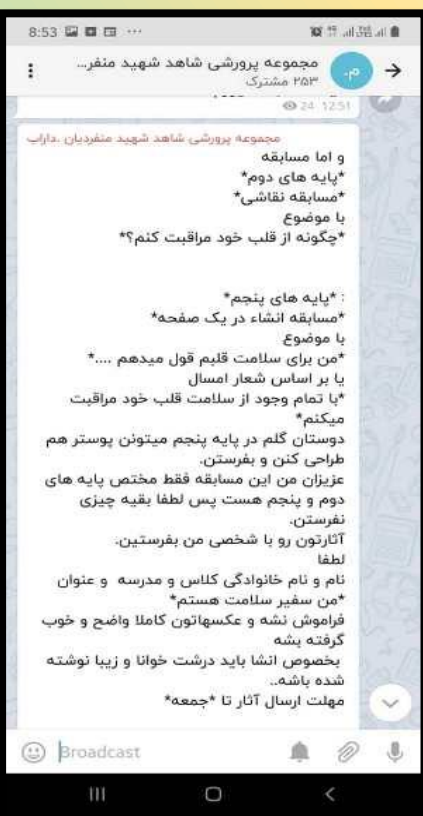 8:53
مجموعه پرورشی شاهد شهید منفر...
م.
۲۵۳ مشترک
24 12:51
مجموعه پرورشی شاهد شهید منفردیان .داراب
و اما مسابقه
*پایه های دوم*
*مسابقه نقاشی*
با موضوع
*چگونه از قلب خود مراقبت کنم؟*
: *پایه های پنجم*
*مسابقه انشاء در یک صفحه*
با موضوع
*من برای سلامت قلبم قول میدهم ....*
یا بر اساس شعار امسال
*با تمام وجود از سلامت قلب خود مراقبت
میکنم*
دوستان گلم در پایه پنجم میتونن پوستر هم
طراحی کنن و بفرستن.
عزیزان من این مسابقه فقط مختص پایه های
دوم و پنجم هست پس لطفا بقیه چیزی
نفرستن.
آثارتون رو با شخصی من بفرستین.
لطفا
نام و نام خانوادگی کلاس و مدرسه و عنوان
*من سفیر سلامت هستم*
فراموش نشه و عکسهاتون کاملا واضح و خوب
گرفته بشه
بخصوص انشا باید درشت خوانا و زیبا نوشته
شده باشه..
مهلت ارسال آثار تا *جمعه*
Broadcast